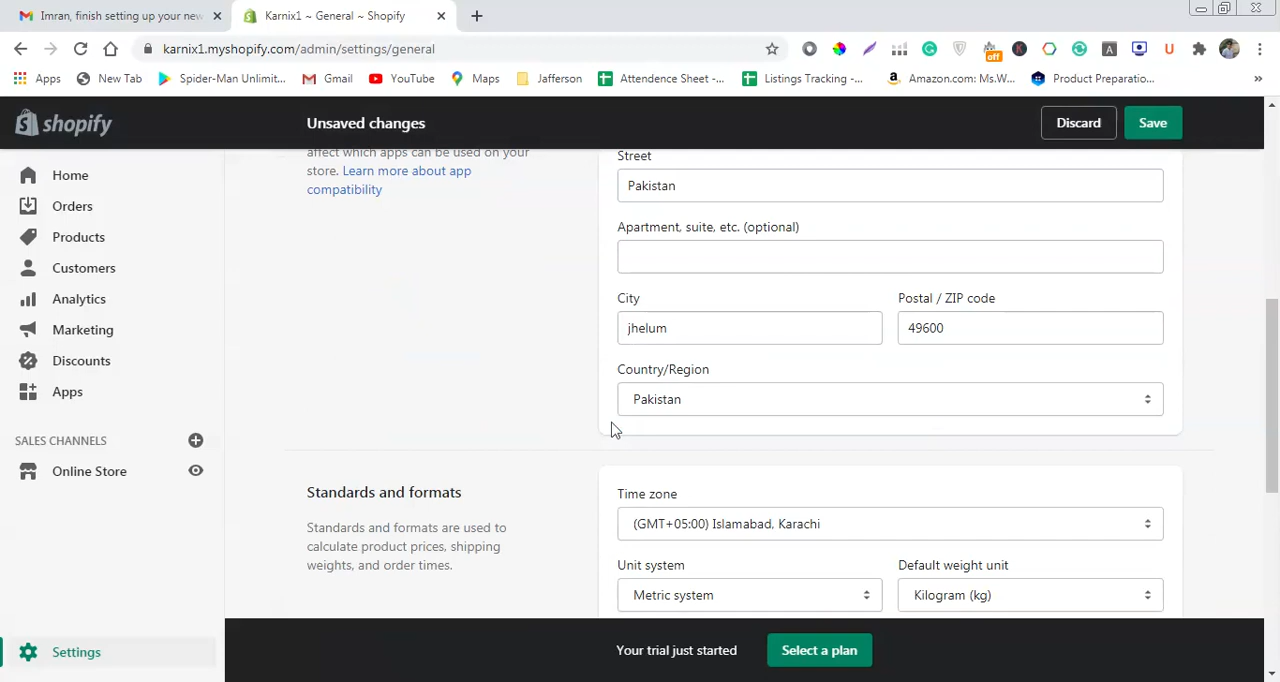 Imran, finish setting up your new
Karnix1 ~ General ~ Shopify
karnix1.myshopify.com/admin/settings/general
off
Apps
New Tab
Spider-Man Unlimit...
Gmail
YouTube
Maps
Jafferson
Attendence Sheet -...
Listings Tracking -...
Amazon.com: Ms.W...
Product Preparatio...
»
shopify
Unsaved changes
Discard
Save
Home
Orders
Products
Customers
Analytics
Marketing
Discounts
Apps
SALES CHANNELS
Online Store
Settings
affect which apps can be used on your
store. Learn more about app
compatibility
Street
Pakistan
Apartment, suite, etc. (optional)
City
Postal / ZIP code
jhelum
49600
Country/Region
Pakistan
Standards and formats
Standards and formats are used to
calculate product prices, shipping
weights, and order times.
Time zone
(GMT+05:00) Islamabad, Karachi
Unit system
Default weight unit
Metric system
Kilogram (kg)
Your trial just started
Select a plan